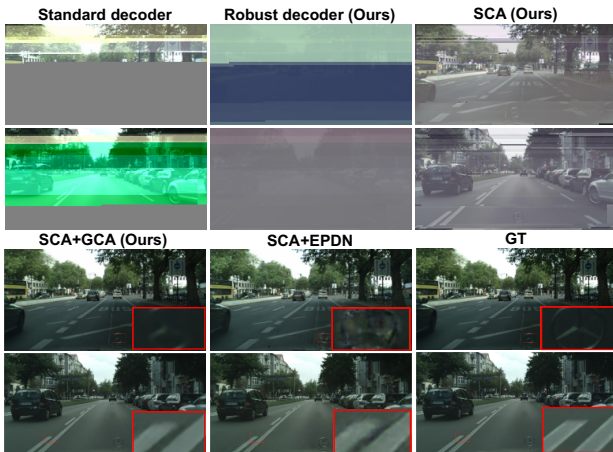 Standard decoder Robust decoder (Ours) SCA (Ours)
SCA+GCA (Ours) SCA+EPDN GT